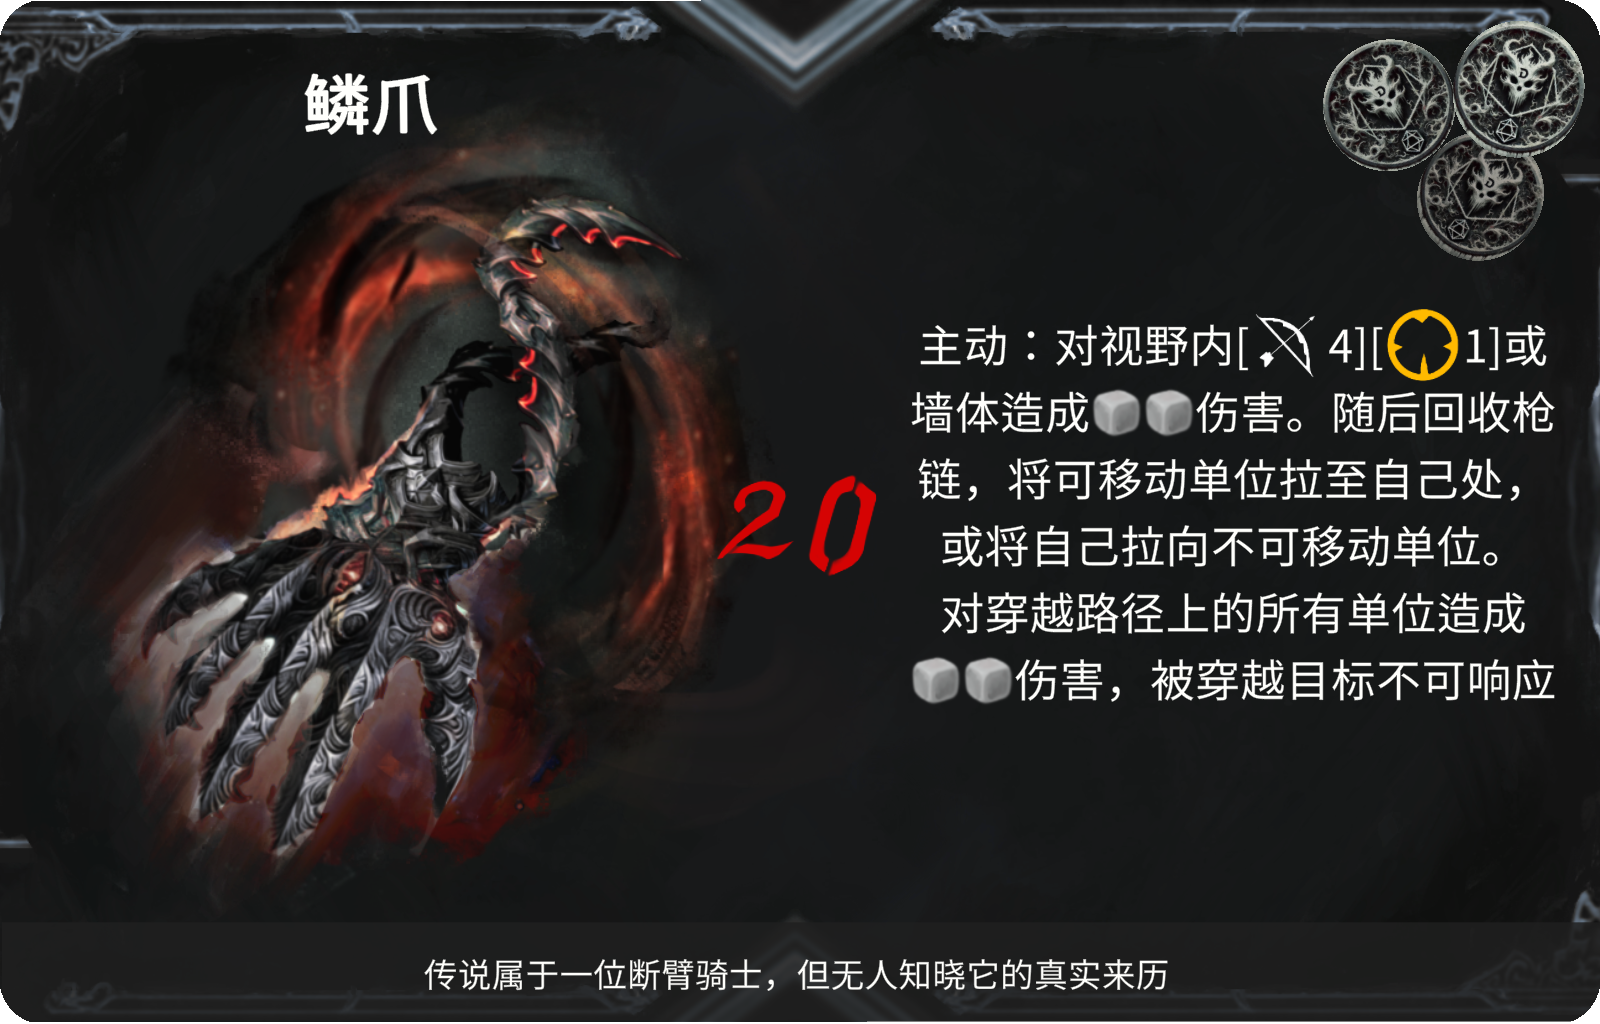 鳞爪
20
主动：对视野内[ 4][ 1]或
墙体造成伤害。随后回收枪
链，将可移动单位拉至自己处，
或将自己拉向不可移动单位。
对穿越路径上的所有单位造成
伤害，被穿越目标不可响应
传说属于一位断臂骑士，但无人知晓它的真实来历